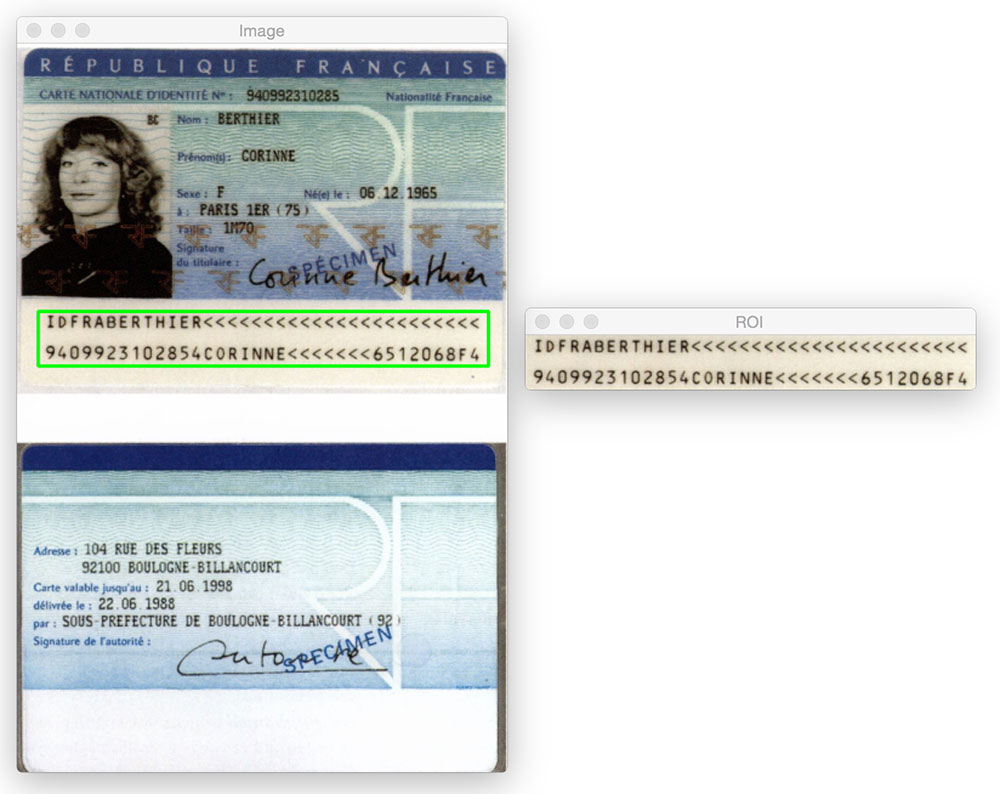 Image
RÉPUBLIQUE FRANÇAISE
CARTE NATIONALE D'IDENTITÉ N° : 940992310285 Nationalité Française
BC Nom : BERTHIER
Prénom(s) : CORINNE
Sexe : F Né(e) le : 06.12.1965
à : PARIS 1ER (75)
Taille : 1M70
Signature
du titulaire :
SPÉCIMEN
Corinne Berthier
IDFRABERTHIER<<<<<<<<<<<<<<<<<<<<<<<
9409923102854CORINNE<<<<<<<6512068F4
Adresse : 104 RUE DES FLEURS
92100 BOULOGNE-BILLANCOURT
Carte valable jusqu'au : 21.06.1998
délivrée le : 22.06.1988
par : SOUS-PREFECTURE DE BOULOGNE-BILLANCOURT (92)
Signature de l'autorité :
SPECIMEN
ROI
IDFRABERTHIER<<<<<<<<<<<<<<<<<<<<<<<
9409923102854CORINNE<<<<<<<6512068F4